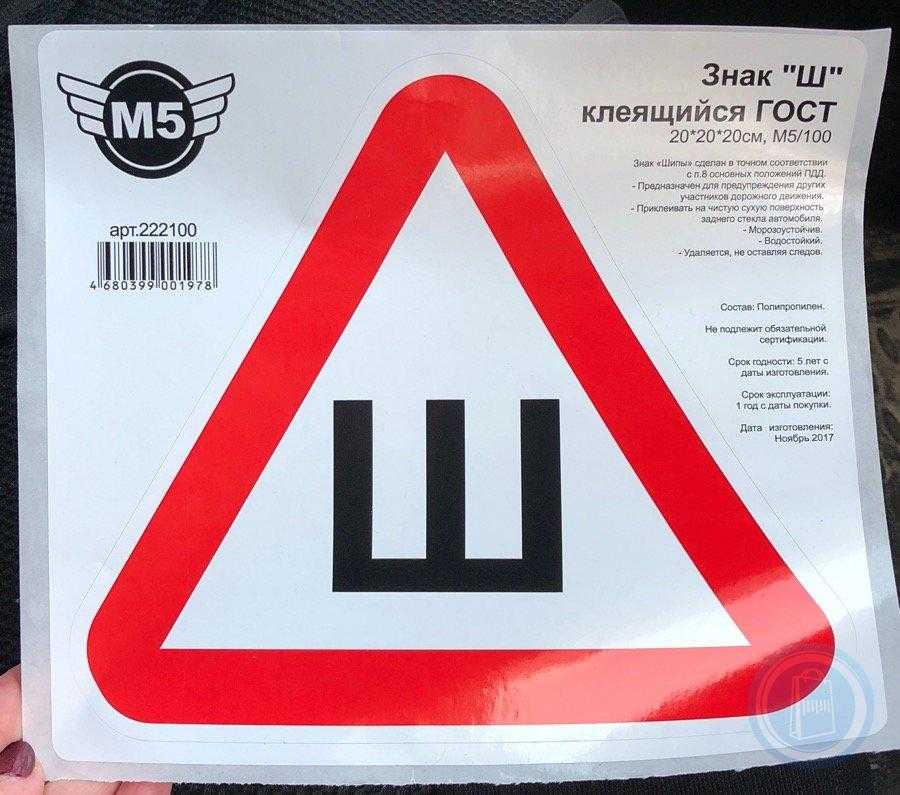 M5
арт.222100
4 680399 001978
Знак "Ш"
клеящийся ГОСТ
20*20*20см, М5/100
Знак «Шипы» сделан в точном соответствии
с п.8 основных положений ПДД.
- Предназначен для предупреждения других
участников дорожного движения.
- Приклеивать на чистую сухую поверхность
заднего стекла автомобиля.
- Морозоустойчив.
- Водостойкий.
- Удаляется, не оставляя следов.
Состав: Полипропилен.
Не подлежит обязательной
сертификации.
Срок годности: 5 лет с
даты изготовления.
Срок эксплуатации:
1 год с даты покупки.
Дата изготовления:
Ноябрь 2017
Ш